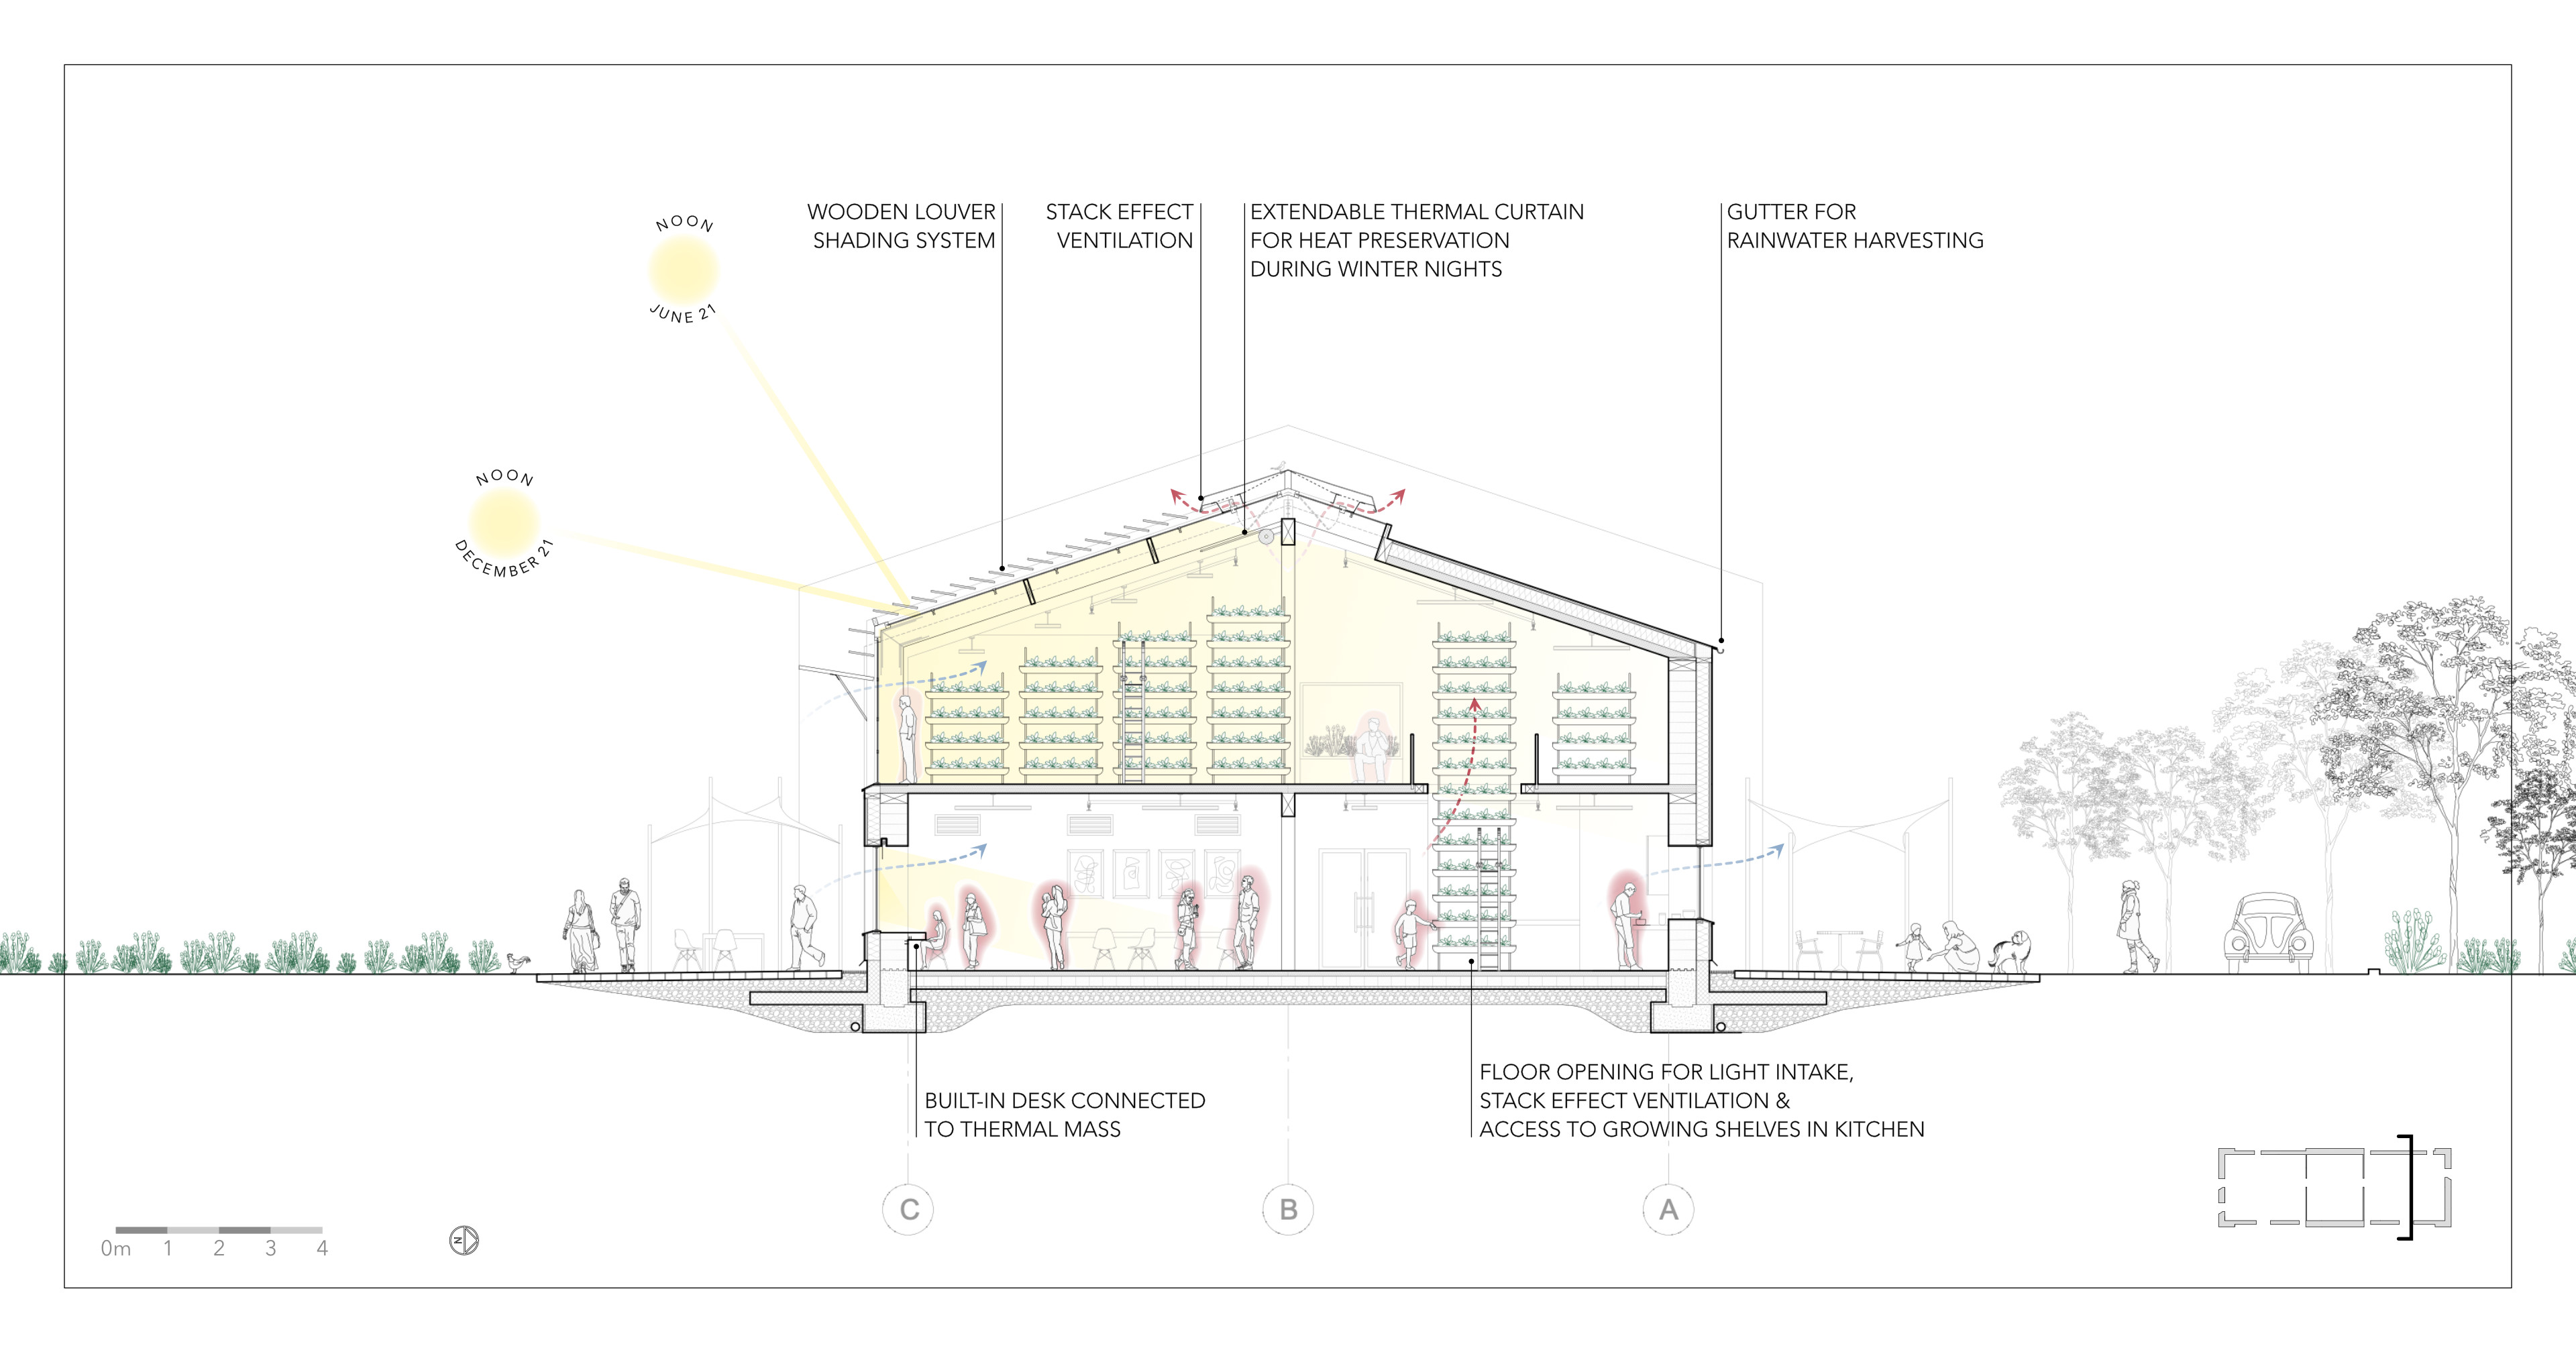 NOON
JUNE 21
WOODEN LOUVER
SHADING SYSTEM
STACK EFFECT
VENTILATION
EXTENDABLE THERMAL CURTAIN
FOR HEAT PRESERVATION
DURING WINTER NIGHTS
GUTTER FOR
RAINWATER HARVESTING
NOON
DECEMBER 21
BUILT-IN DESK CONNECTED
TO THERMAL MASS
FLOOR OPENING FOR LIGHT INTAKE,
STACK EFFECT VENTILATION &
ACCESS TO GROWING SHELVES IN KITCHEN
C
B
A
0m 1 2 3 4
N